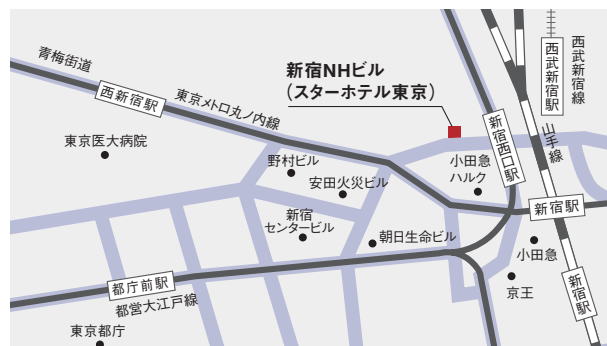 青梅街道
西新宿駅
東京メトロ丸ノ内線
新宿NHビル
(スターホテル東京)
西武新宿駅
西武新宿線
新宿西口駅
山手線
東京医大病院
野村ビル
安田火災ビル
小田急
ハルク
新宿駅
新宿
センタービル
朝日生命ビル
小田急
京王
新宿駅
都庁前駅
都営大江戸線
東京都庁